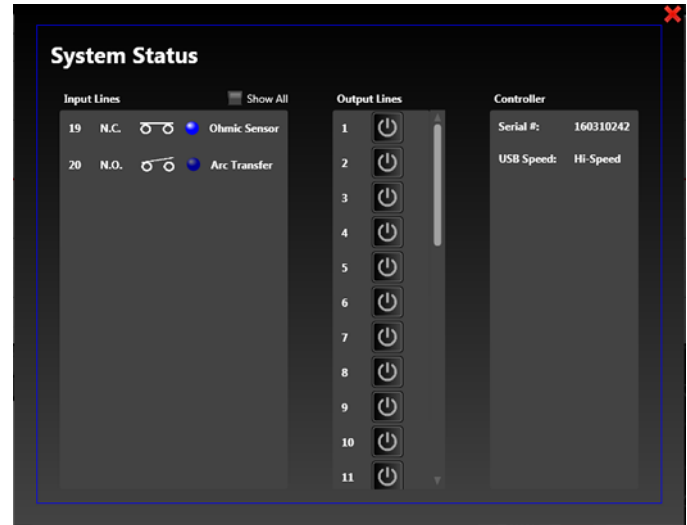 System Status
Input Lines
Show All
19 N.C. Ohmic Sensor
20 N.O. Arc Transfer
Output Lines
1
2
3
4
5
6
7
8
9
10
11
Controller
Serial #: 160310242
USB Speed: Hi-Speed